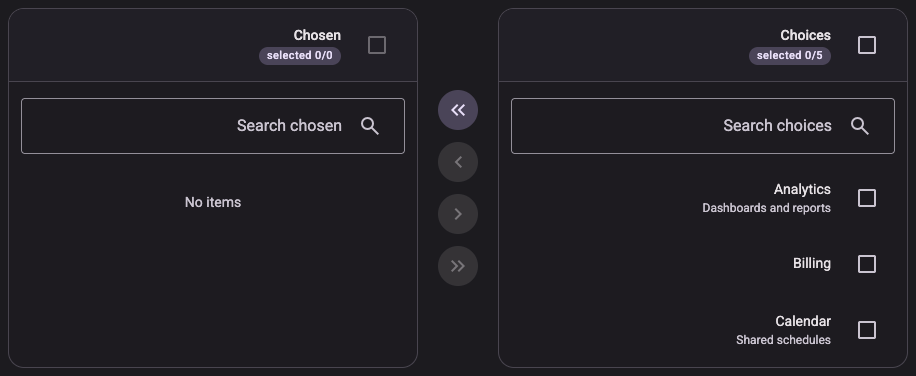 Chosen
selected 0/0
Search chosen
No items
Choices
selected 0/5
Search choices
Analytics
Dashboards and reports
Billing
Calendar
Shared schedules